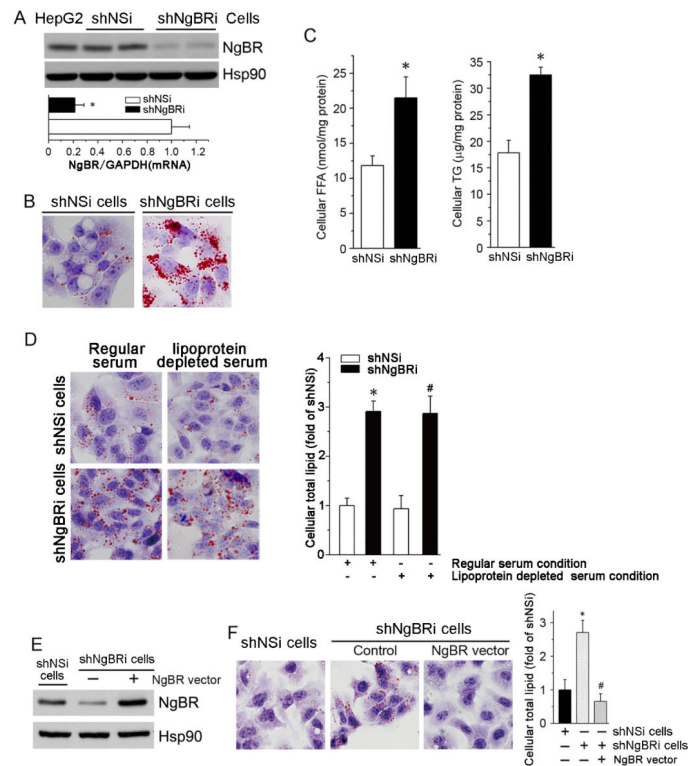 A HepG2 shNSi shNgBRi Cells
NgBR
Hsp90
shNSi
shNgBRi
*
0.0 0.2 0.4 0.6 0.8 1.0 1.2
NgBR/GAPDH(mRNA)
B shNSi cells shNgBRi cells
C
Cellular FFA (nmol/mg protein)
25
20
15
10
5
0
*
shNSi shNgBRi
Cellular TG (μg/mg protein)
35
30
25
20
15
10
5
0
*
shNSi shNgBRi
D
Regular serum
lipoprotein depleted serum
shNSi cells
shNgBRi cells
Cellular total lipid (fold of shNSi)
4
3
2
1
0
shNSi
shNgBRi
* #
+ + - - Regular serum condition
- - + + Lipoprotein depleted serum condition
E
shNSi cells
shNgBRi cells
– + NgBR vector
NgBR
Hsp90
F
shNSi cells
shNgBRi cells
Control NgBR vector
Cellular total lipid (fold of shNSi)
3
2
1
0
*
#
+ – – shNSi cells
– + + shNgBRi cells
– – + NgBR vector